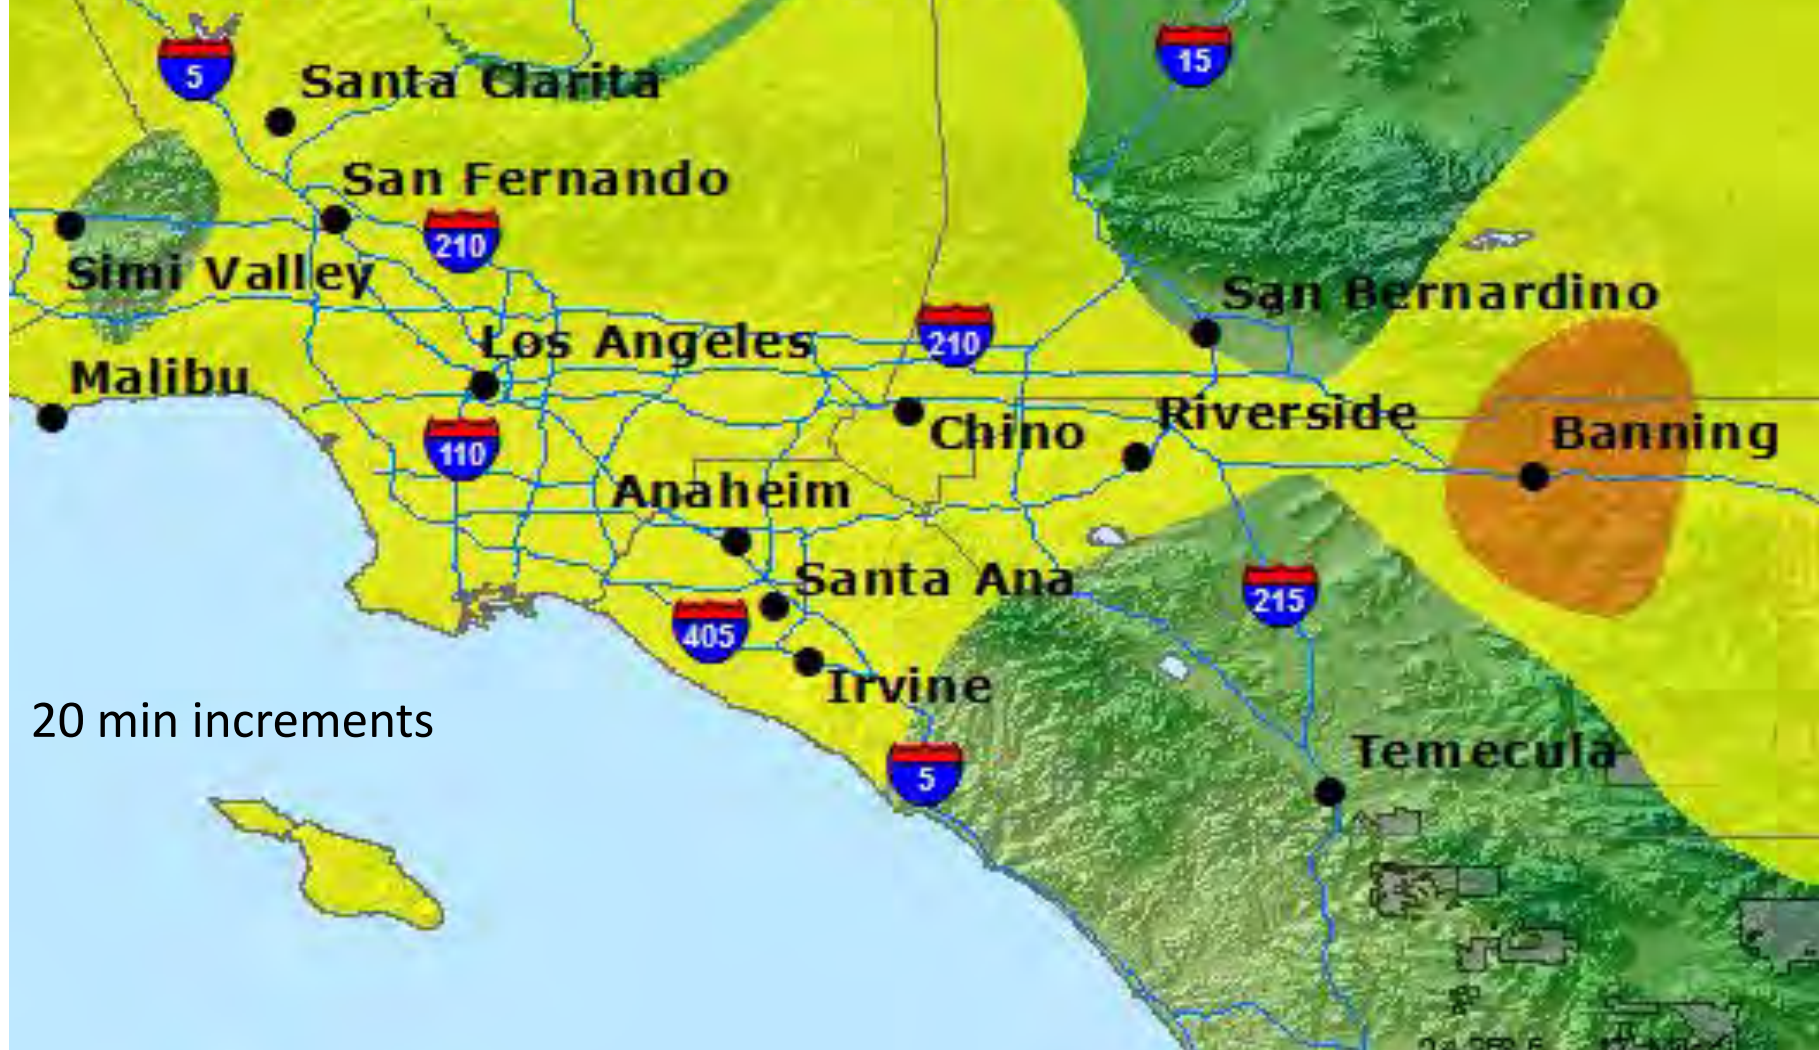 5
15
Santa Clarita
San Fernando
210
Simi Valley
San Bernardino
Los Angeles
210
Malibu
Riverside
Chino
Banning
110
Anaheim
Santa Ana
215
405
Irvine
20 min increments
Temecula
5